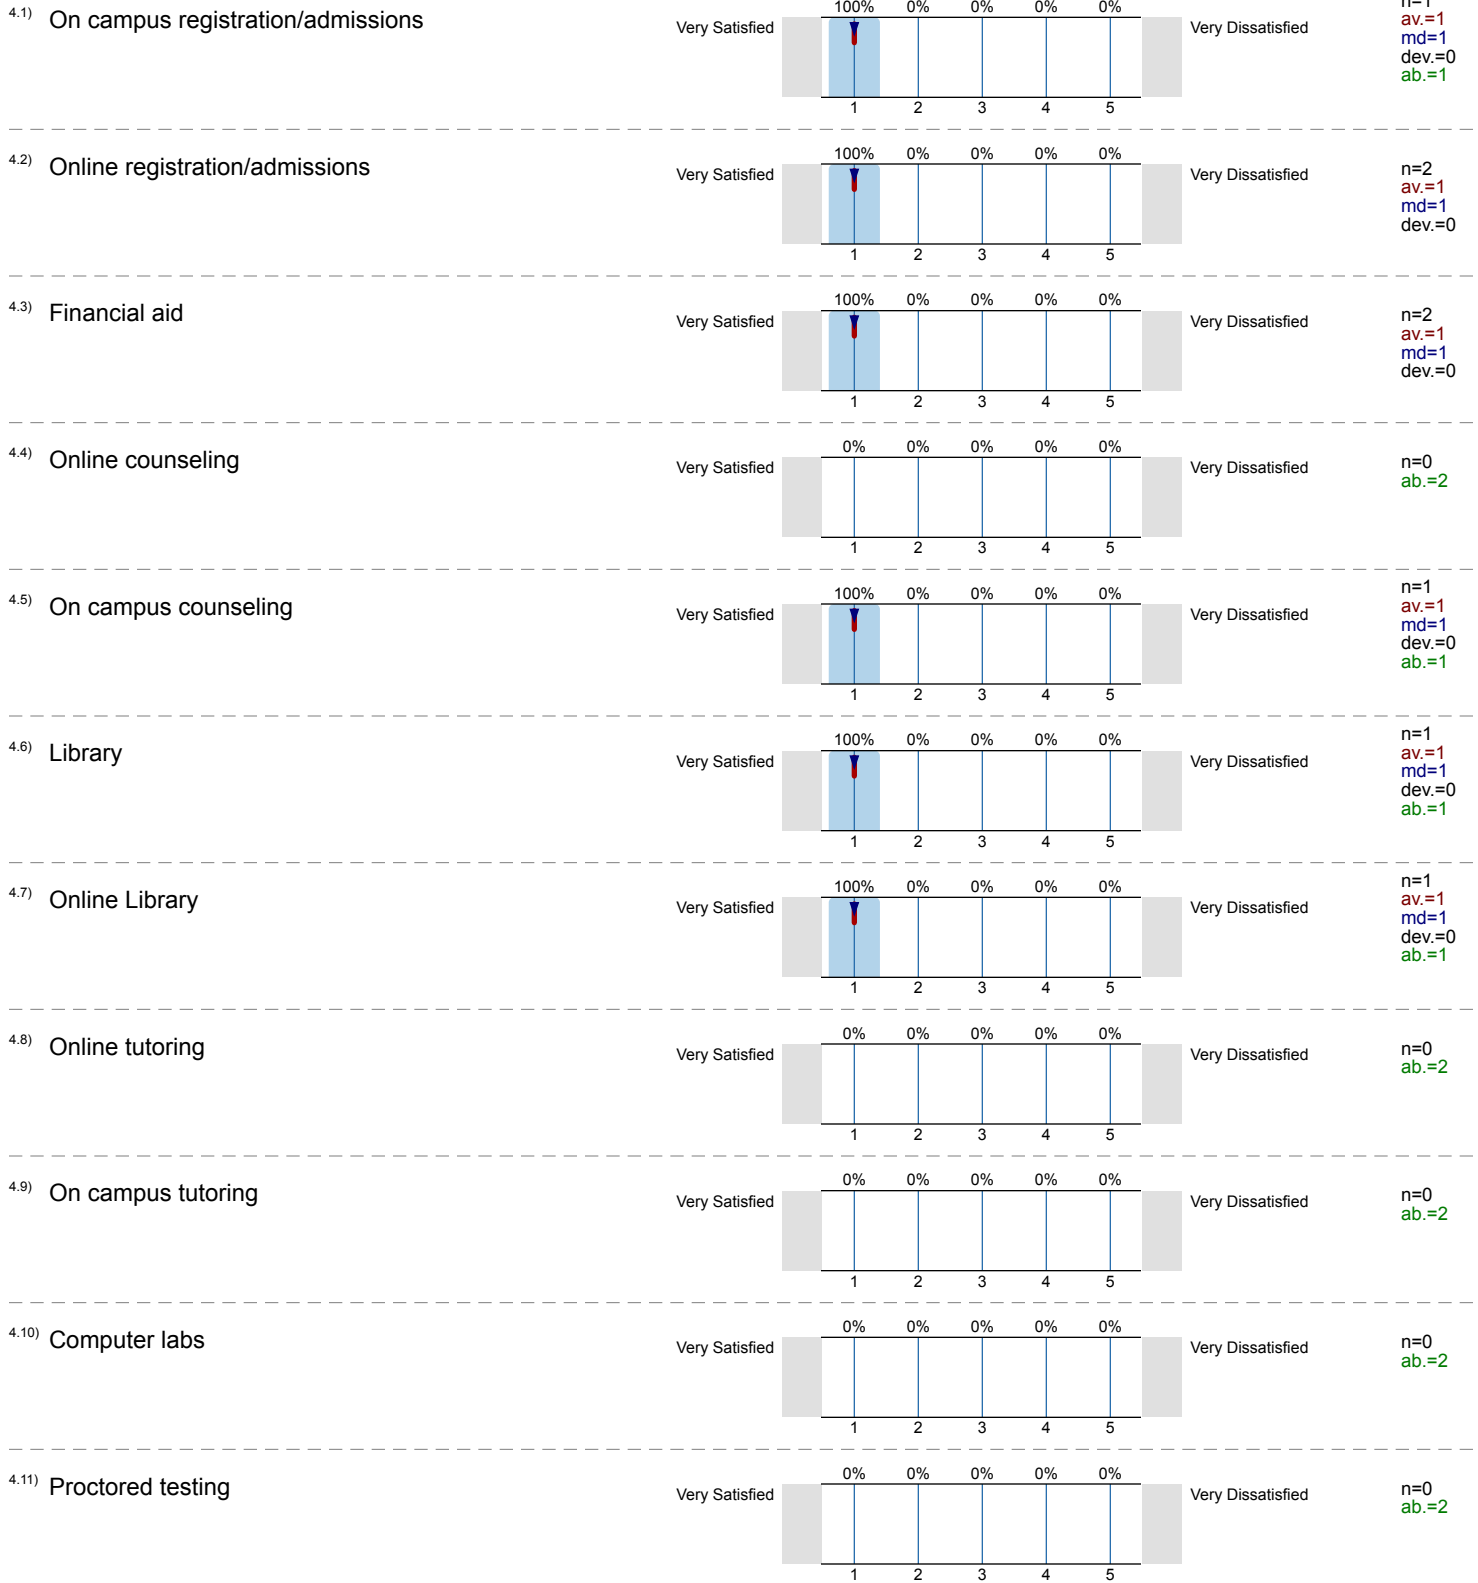 4.1) On campus registration/admissions
100% 0% 0% 0% 0%
Very Satisfied Very Dissatisfied
1 2 3 4 5
n=1
av.=1
md=1
dev.=0
ab.=1
4.2) Online registration/admissions
100% 0% 0% 0% 0%
Very Satisfied Very Dissatisfied
1 2 3 4 5
n=2
av.=1
md=1
dev.=0
4.3) Financial aid
100% 0% 0% 0% 0%
Very Satisfied Very Dissatisfied
1 2 3 4 5
n=2
av.=1
md=1
dev.=0
4.4) Online counseling
0% 0% 0% 0% 0%
Very Satisfied Very Dissatisfied
1 2 3 4 5
n=0
ab.=2
4.5) On campus counseling
100% 0% 0% 0% 0%
Very Satisfied Very Dissatisfied
1 2 3 4 5
n=1
av.=1
md=1
dev.=0
ab.=1
4.6) Library
100% 0% 0% 0% 0%
Very Satisfied Very Dissatisfied
1 2 3 4 5
n=1
av.=1
md=1
dev.=0
ab.=1
4.7) Online Library
100% 0% 0% 0% 0%
Very Satisfied Very Dissatisfied
1 2 3 4 5
n=1
av.=1
md=1
dev.=0
ab.=1
4.8) Online tutoring
0% 0% 0% 0% 0%
Very Satisfied Very Dissatisfied
1 2 3 4 5
n=0
ab.=2
4.9) On campus tutoring
0% 0% 0% 0% 0%
Very Satisfied Very Dissatisfied
1 2 3 4 5
n=0
ab.=2
4.10) Computer labs
0% 0% 0% 0% 0%
Very Satisfied Very Dissatisfied
1 2 3 4 5
n=0
ab.=2
4.11) Proctored testing
0% 0% 0% 0% 0%
Very Satisfied Very Dissatisfied
1 2 3 4 5
n=0
ab.=2